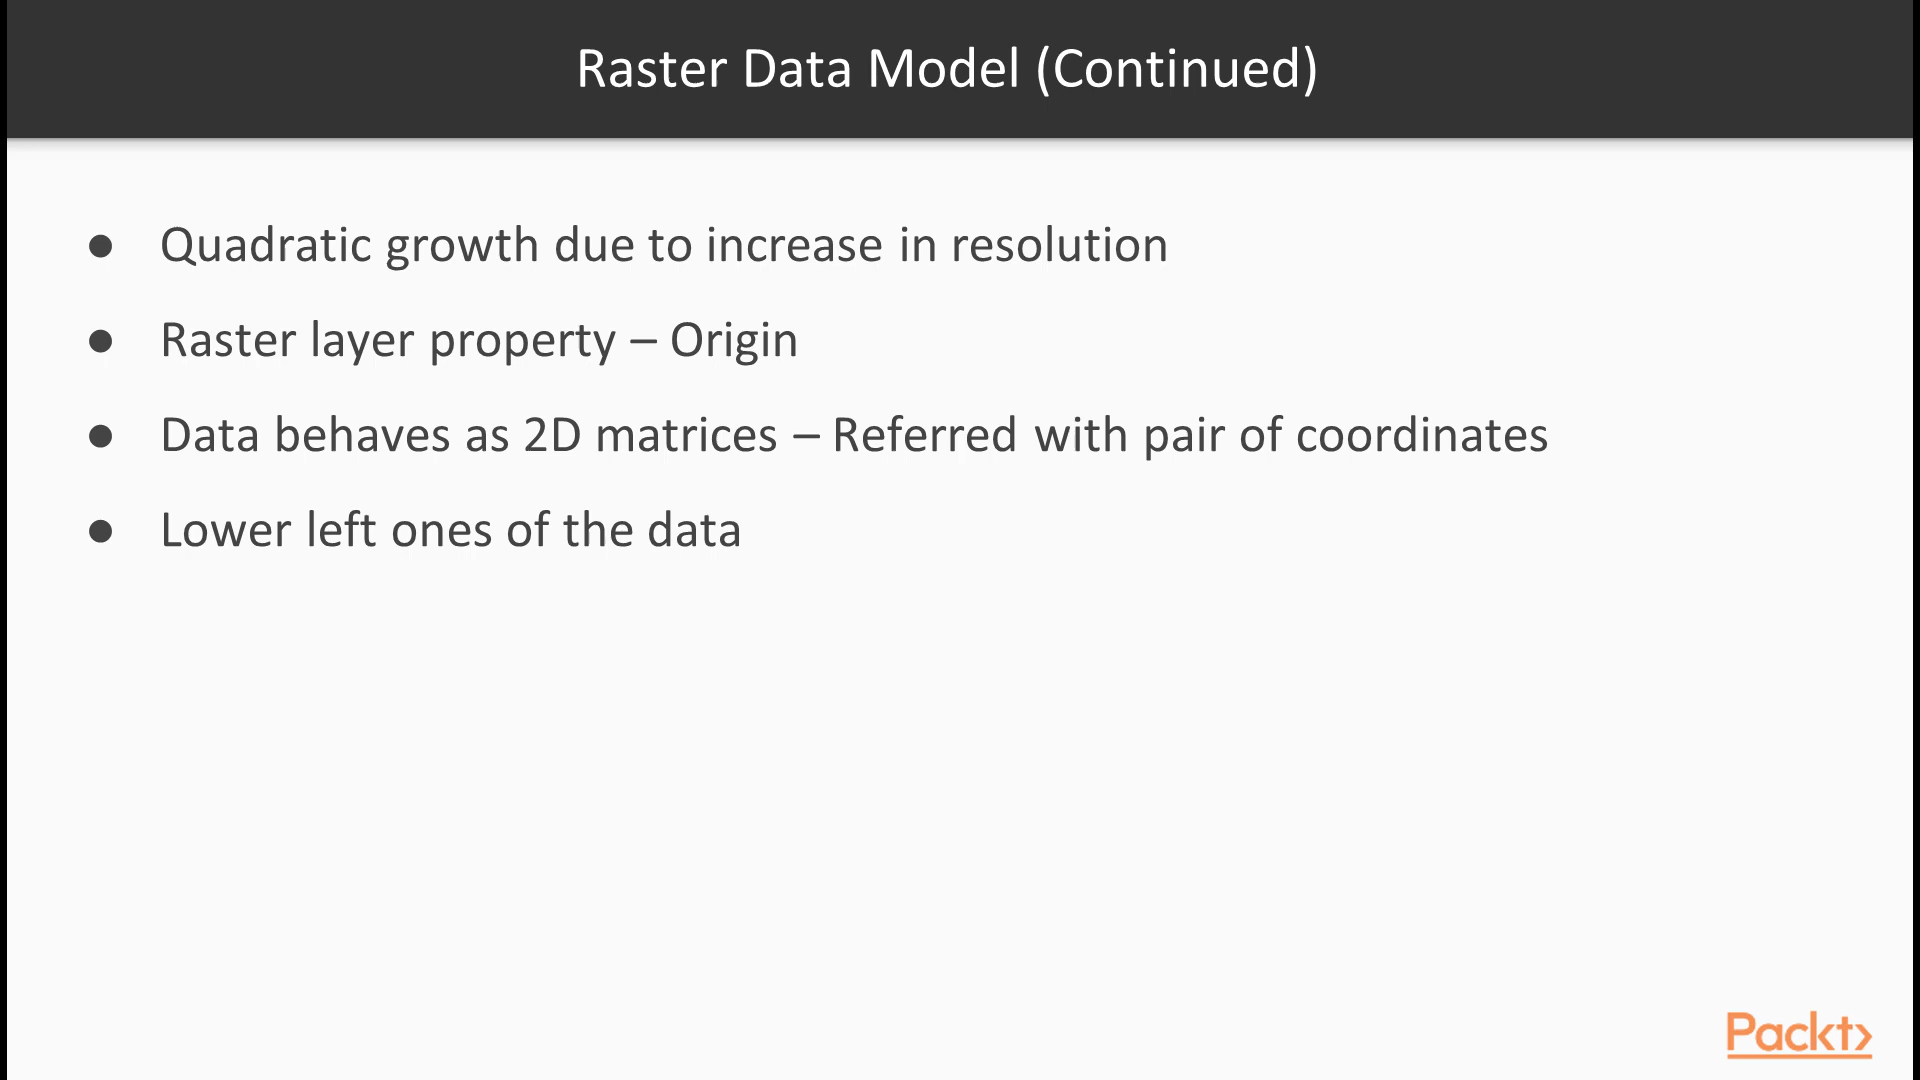 Raster Data Model (Continued)
● Quadratic growth due to increase in resolution
● Raster layer property – Origin
● Data behaves as 2D matrices – Referred with pair of coordinates
● Lower left ones of the data
Packt>